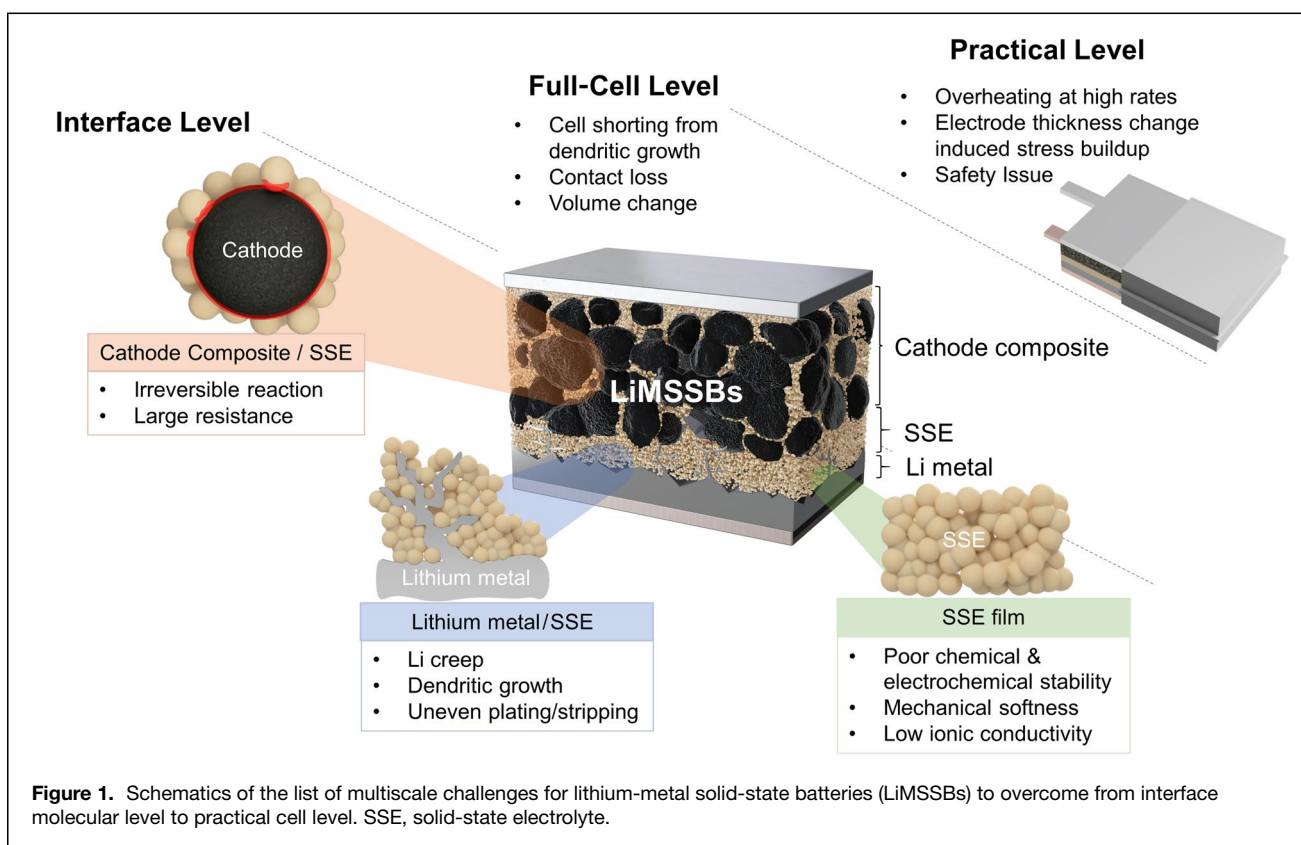 Interface Level
Full-Cell Level
• Cell shorting from
dendritic growth
• Contact loss
• Volume change
Practical Level
• Overheating at high rates
• Electrode thickness change
induced stress buildup
• Safety Issue
Cathode
Cathode Composite / SSE
• Irreversible reaction
• Large resistance
LiMSSBs
Cathode composite
SSE
Li metal
Lithium metal
Lithium metal/SSE
• Li creep
• Dendritic growth
• Uneven plating/stripping
SSE
SSE film
• Poor chemical &
electrochemical stability
• Mechanical softness
• Low ionic conductivity
Figure 1. Schematics of the list of multiscale challenges for lithium-metal solid-state batteries (LiMSSBs) to overcome from interface
molecular level to practical cell level. SSE, solid-state electrolyte.